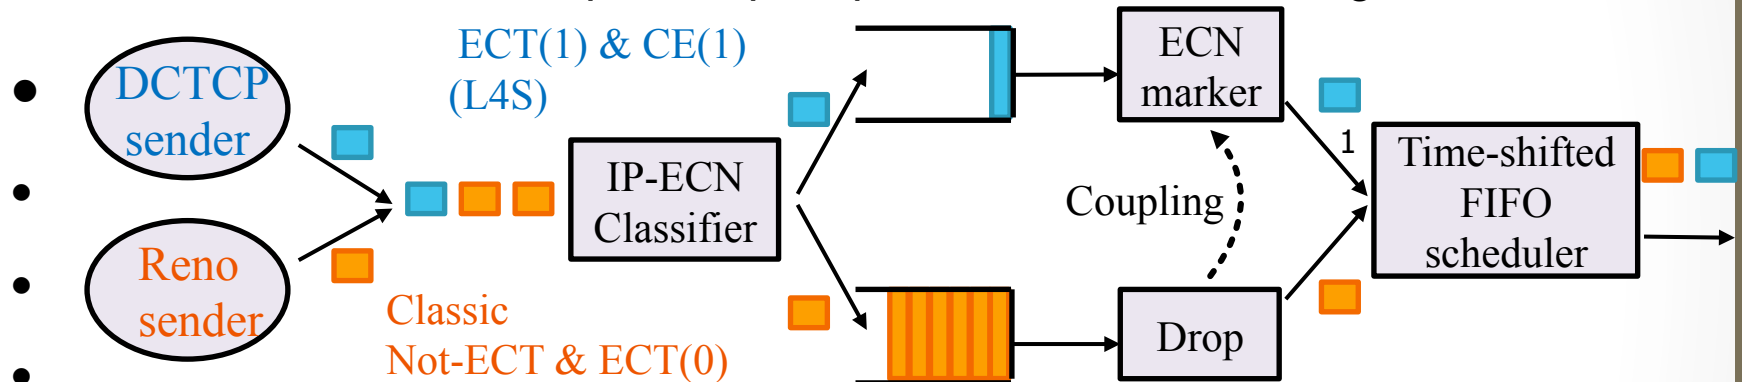 DCTCP
sender
Reno
sender
ECT(1) & CE(1)
(L4S)
Classic
Not-ECT & ECT(0)
IP-ECN
Classifier
ECN
marker
Coupling
Drop
1
Time-shifted
FIFO
scheduler